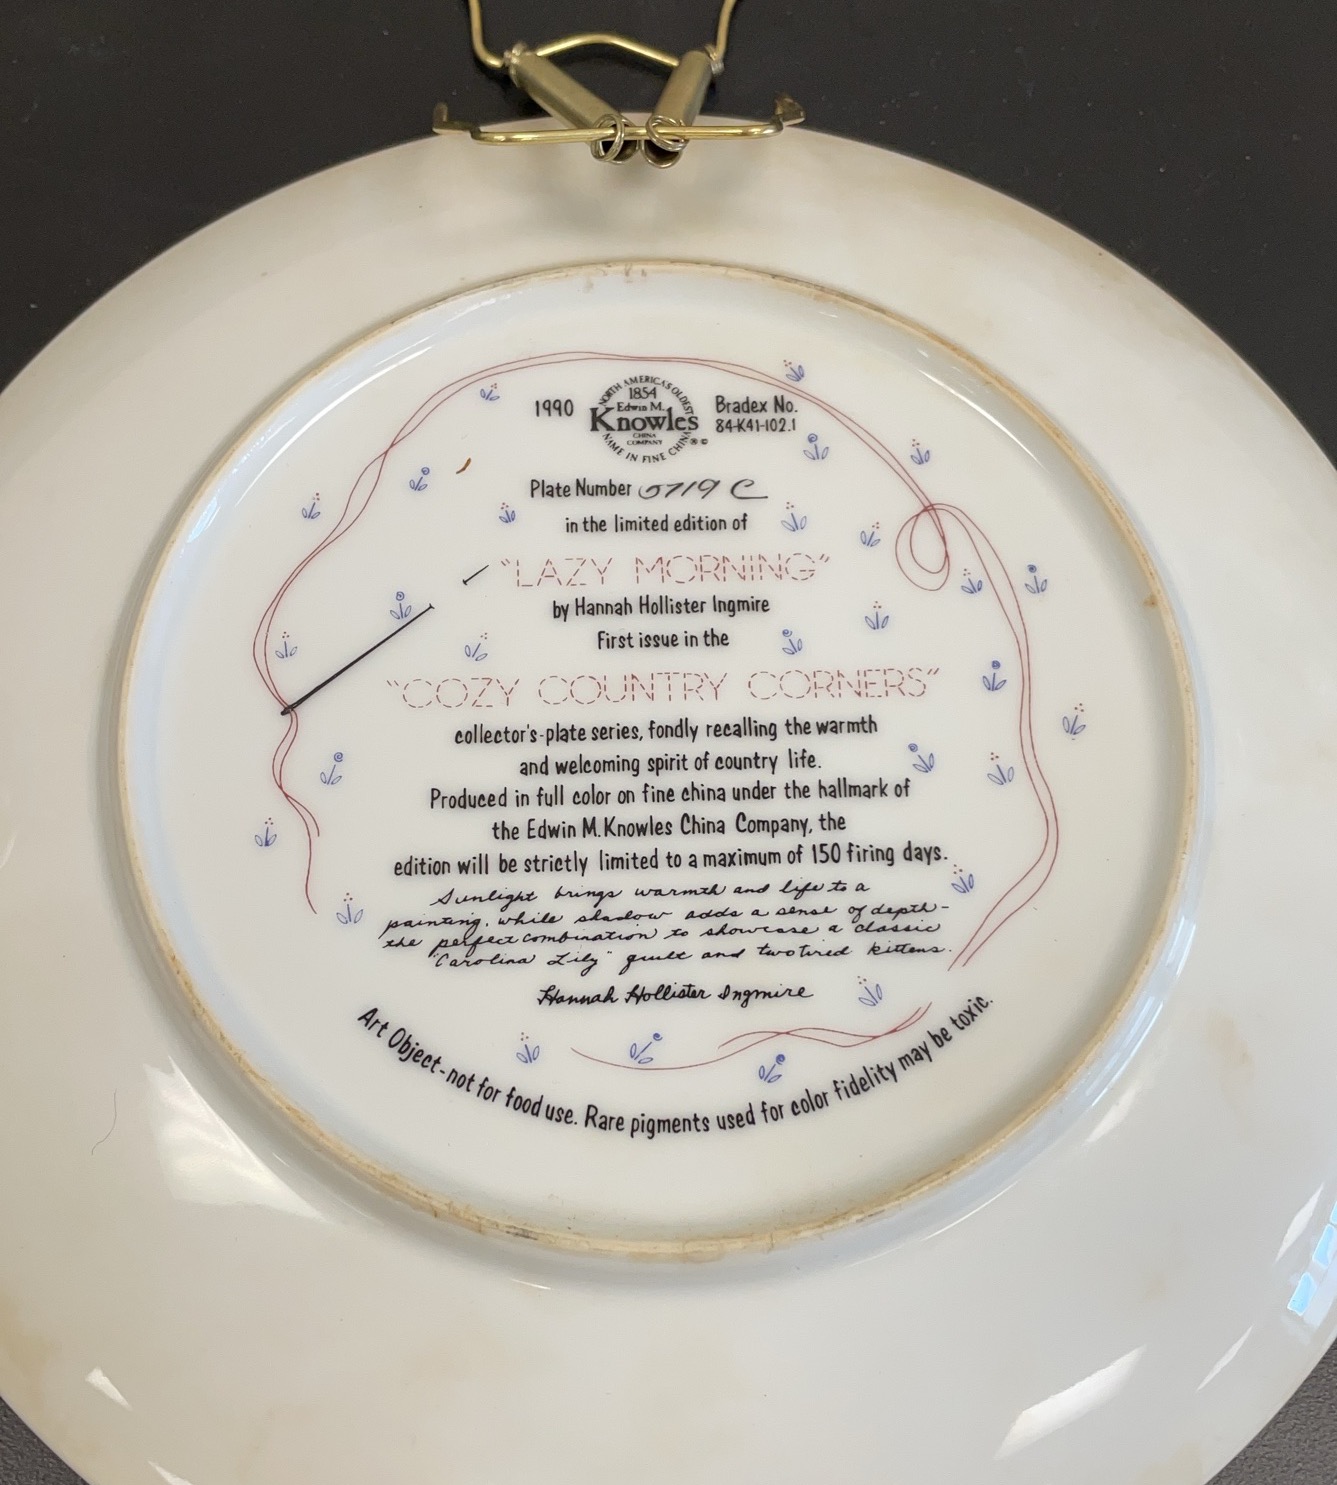 1990
NORTH AMERICA'S OLDEST
1854
Edwin M.
Knowles
CHINA
COMPANY
® ©
NAME IN FINE CHINA
Bradex No.
84-K41-102.1
Plate Number 5719 C
in the limited edition of
"LAZY MORNING"
by Hannah Hollister Ingmire
First issue in the
"COZY COUNTRY CORNERS"
collector's-plate series, fondly recalling the warmth
and welcoming spirit of country life.
Produced in full color on fine china under the hallmark of
the Edwin M. Knowles China Company, the
edition will be strictly limited to a maximum of 150 firing days.
Sunlight brings warmth and life to a
painting, while shadow adds a sense of depth-
the perfect combination to showcase a classic
"Carolina Lily" quilt and two tired kittens.
Hannah Hollister Ingmire
Art Object-not for food use. Rare pigments used for color fidelity may be toxic.